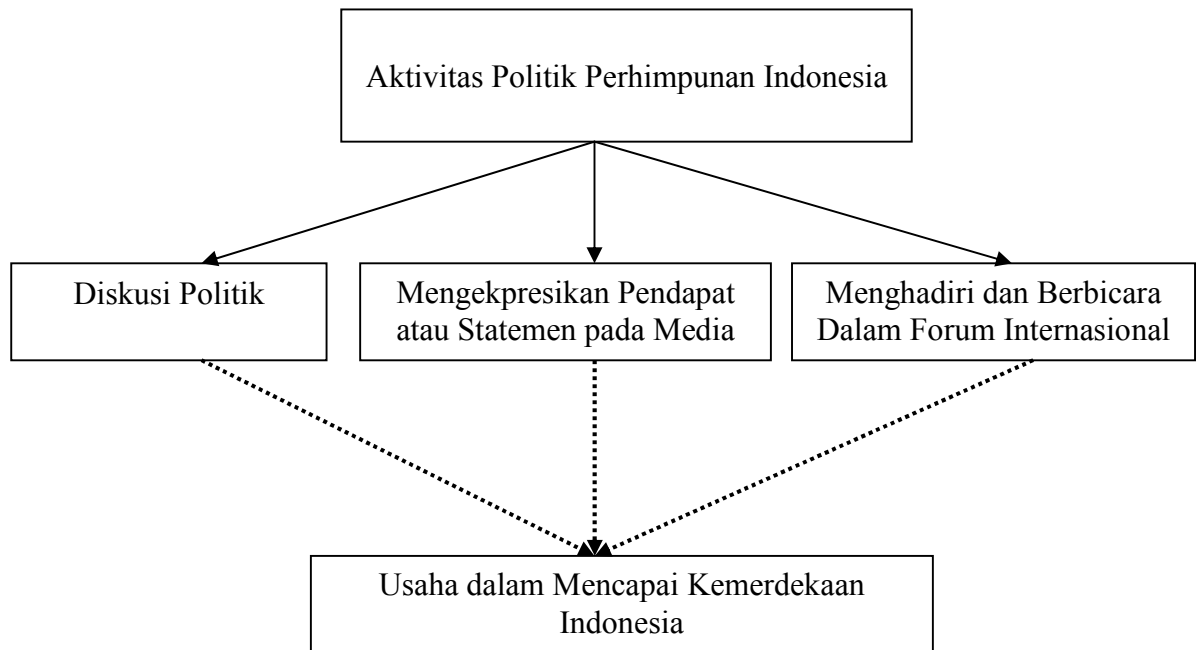 Aktivitas Politik Perhimpunan Indonesia
Diskusi Politik
Mengekpresikan Pendapat
atau Statemen pada Media
Menghadiri dan Berbicara
Dalam Forum Internasional
Usaha dalam Mencapai Kemerdekaan
Indonesia